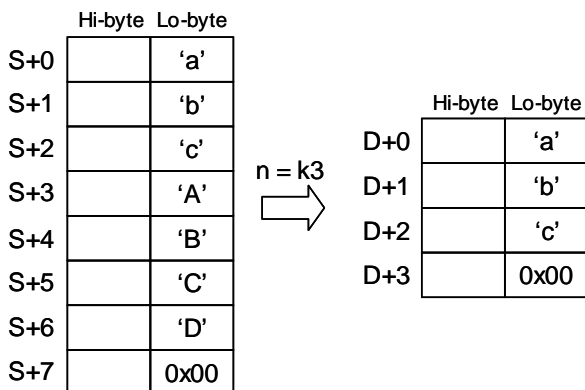 Hi-byte Lo-byte
S+0 ‘a’
S+1 ‘b’
S+2 ‘c’
S+3 ‘A’
S+4 ‘B’
S+5 ‘C’
S+6 ‘D’
S+7 0x00
n = k3
Hi-byte Lo-byte
D+0 ‘a’
D+1 ‘b’
D+2 ‘c’
D+3 0x00